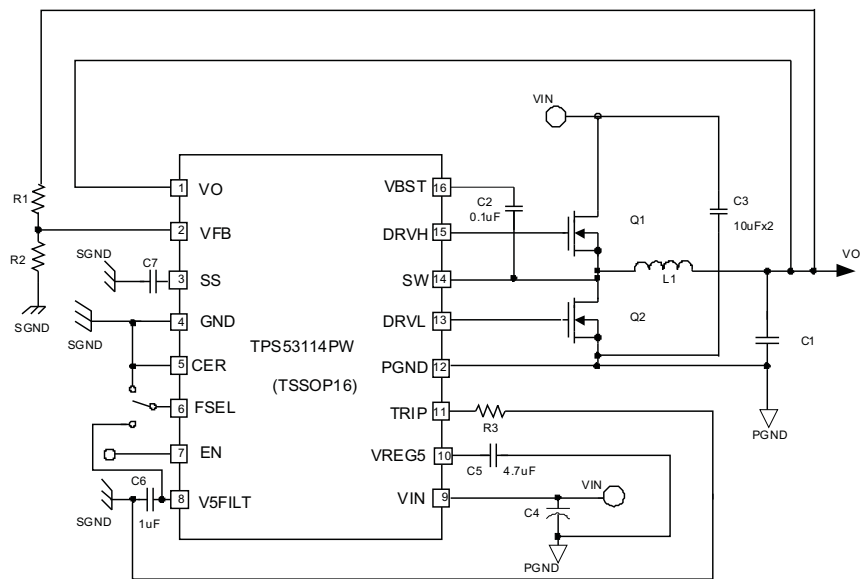 VIN
R1
R2
SGND
1 VO
2 VFB
SGND
C7
3 SS
SGND
4 GND
5 CER
6 FSEL
7 EN
SGND
C6
1uF
8 V5FILT
TPS53114PW
(TSSOP16)
VBST 16
DRVH 15
SW 14
DRVL 13
PGND 12
TRIP 11
VREG5 10
VIN 9
C2
0.1uF
Q1
C3
10uFx2
L1
VO
Q2
C1
PGND
R3
C5 4.7uF
VIN
C4
PGND